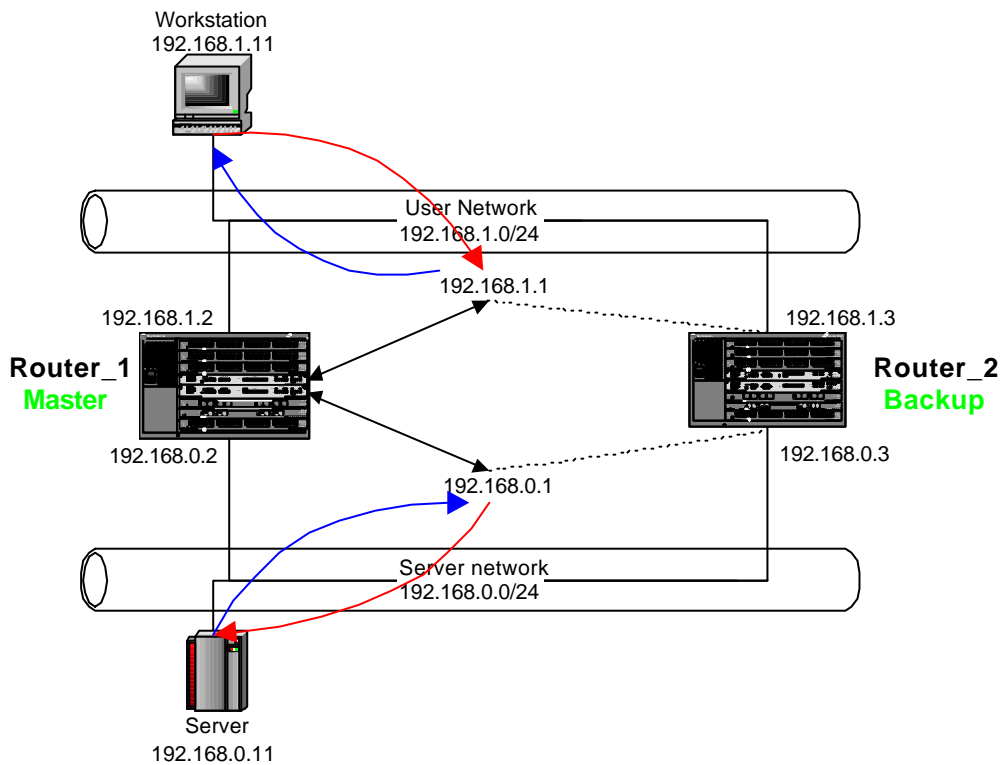 Workstation
192.168.1.11
User Network
192.168.1.0/24
192.168.1.1
192.168.1.2
192.168.1.3
Router_1
Master
Router_2
Backup
192.168.0.2
192.168.0.3
192.168.0.1
Server network
192.168.0.0/24
Server
192.168.0.11